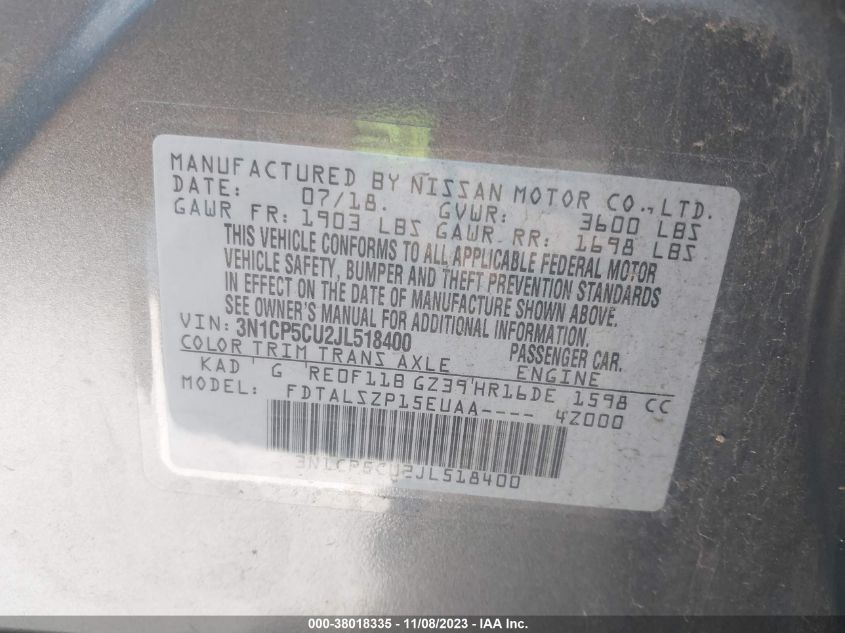 MANUFACTURED BY NISSAN MOTOR CO.,LTD.
DATE: 07/18. GVWR: 3600 LBS
GAWR FR: 1903 LBS GAWR RR: 1698 LBS
THIS VEHICLE CONFORMS TO ALL APPLICABLE FEDERAL MOTOR
VEHICLE SAFETY, BUMPER AND THEFT PREVENTION STANDARDS
IN EFFECT ON THE DATE OF MANUFACTURE SHOWN ABOVE.
SEE OWNER'S MANUAL FOR ADDITIONAL INFORMATION.
VIN: 3N1CP5CU2JL518400 PASSENGER CAR.
COLOR TRIM TRANS AXLE ENGINE
KAD G RE0F11B GZ39 HR16DE 1598 CC
MODEL: FDTALSZP15EUAA---- 4Z000
3N1CP5CU2JL518400
000-38018335 - 11/08/2023 - IAA Inc.